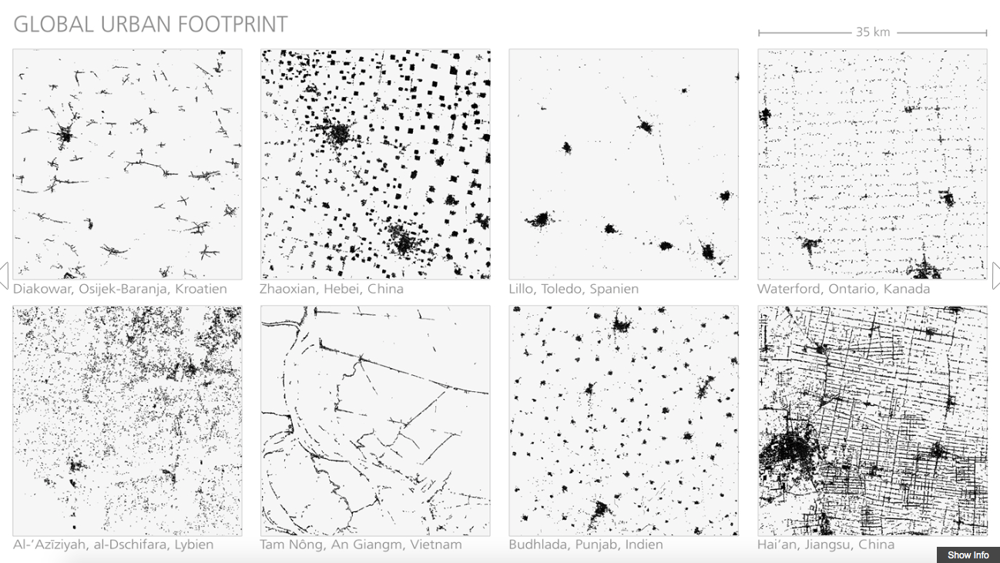 GLOBAL URBAN FOOTPRINT
35 km
Diakowar, Osijek-Baranja, Kroatien
Zhaoxian, Hebei, China
Lillo, Toledo, Spanien
Waterford, Ontario, Kanada
Al-ʼAzīziyah, al-Dschifara, Lybien
Tam Nông, An Giangm, Vietnam
Budhlada, Punjab, Indien
Hai’an, Jiangsu, China
Show Info